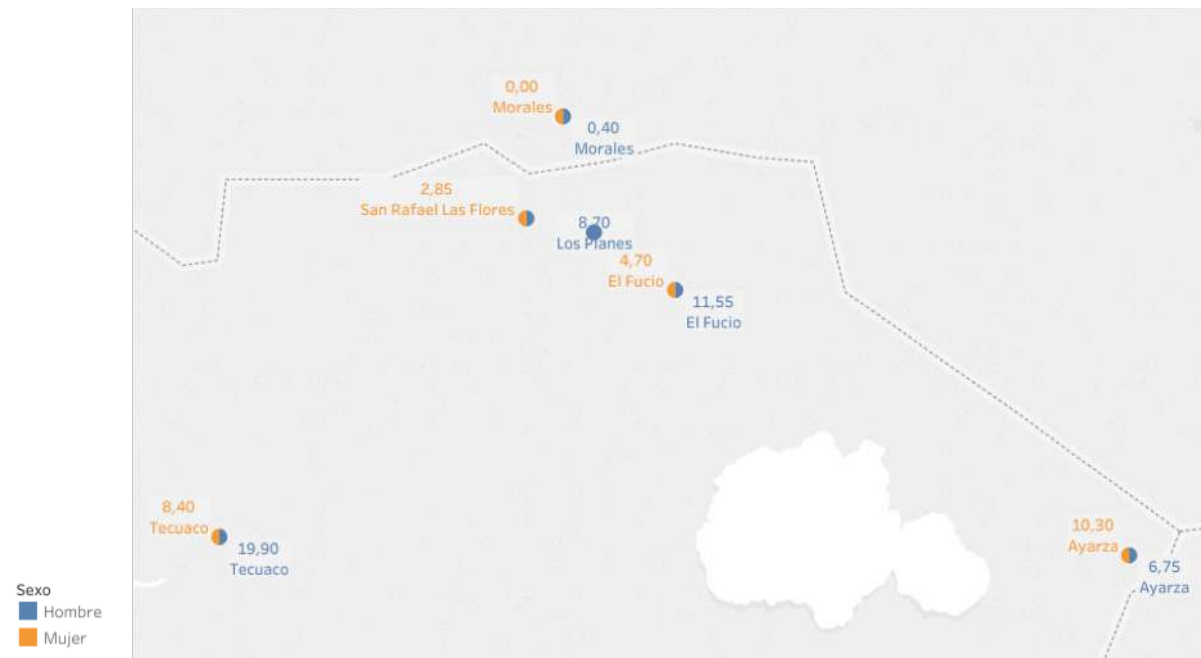 0,00
Morales
0,40
Morales
2,85
San Rafael Las Flores
8,70
Los Planes
4,70
El Fucio
11,55
El Fucio
8,40
Tecuaco
19,90
Tecuaco
10,30
Ayarza
6,75
Ayarza
Sexo
Hombre
Mujer